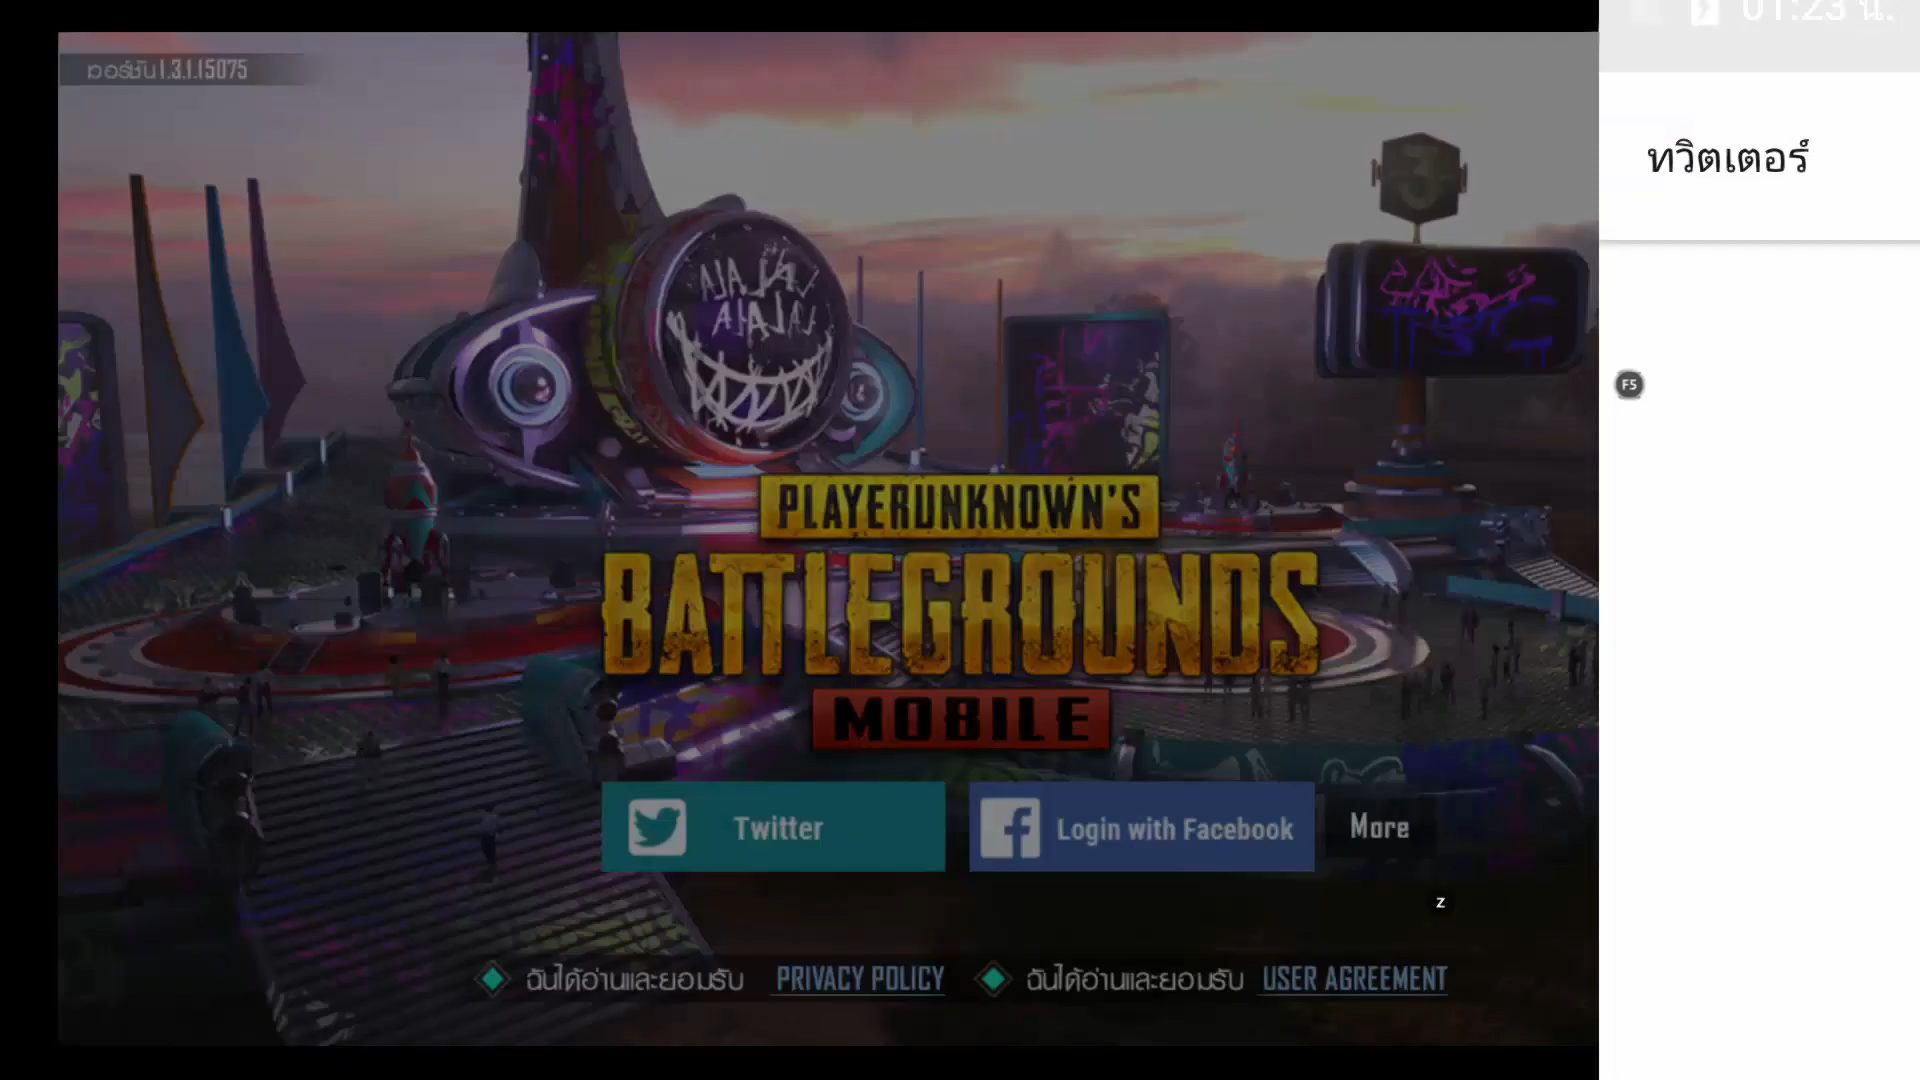 01:23 น.
เวอร์ชัน1.3.1.15075
ทวิตเตอร์
F5
PLAYERUNKNOWN'S
BATTLEGROUNDS
MOBILE
Twitter
Login with Facebook
More
Z
ฉันได้อ่านและยอมรับ PRIVACY POLICY ฉันได้อ่านและยอมรับ USER AGREEMENT